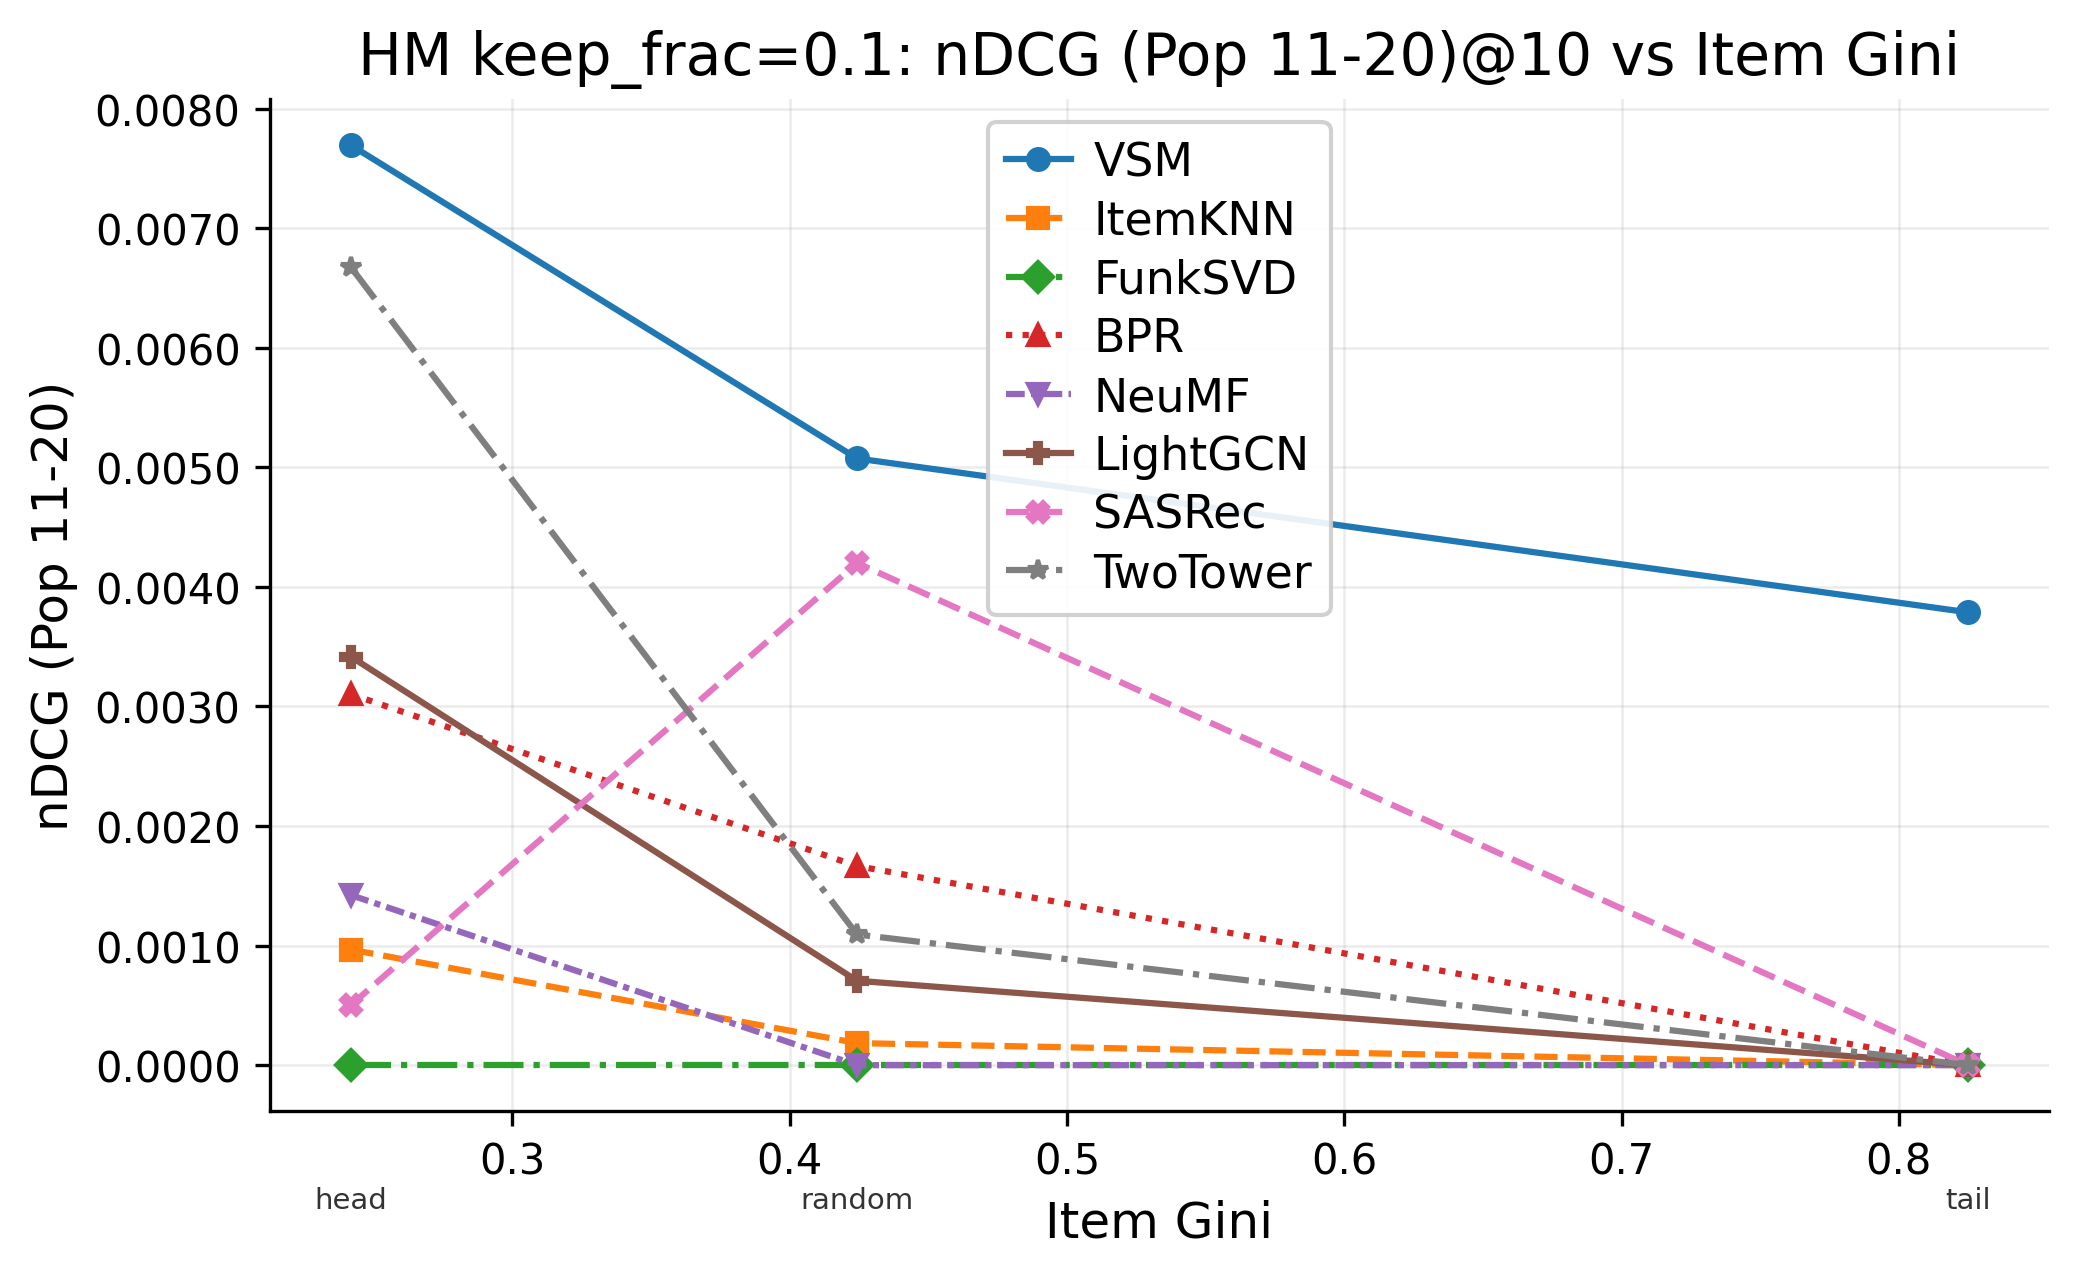 HM keep_frac=0.1: nDCG (Pop 11-20)@10 vs Item Gini
nDCG (Pop 11-20)
0.0080
0.0070
0.0060
0.0050
0.0040
0.0030
0.0020
0.0010
0.0000
VSM
ItemKNN
FunkSVD
BPR
NeuMF
LightGCN
SASRec
TwoTower
0.3 0.4 0.5 0.6 0.7 0.8
head random tail
Item Gini